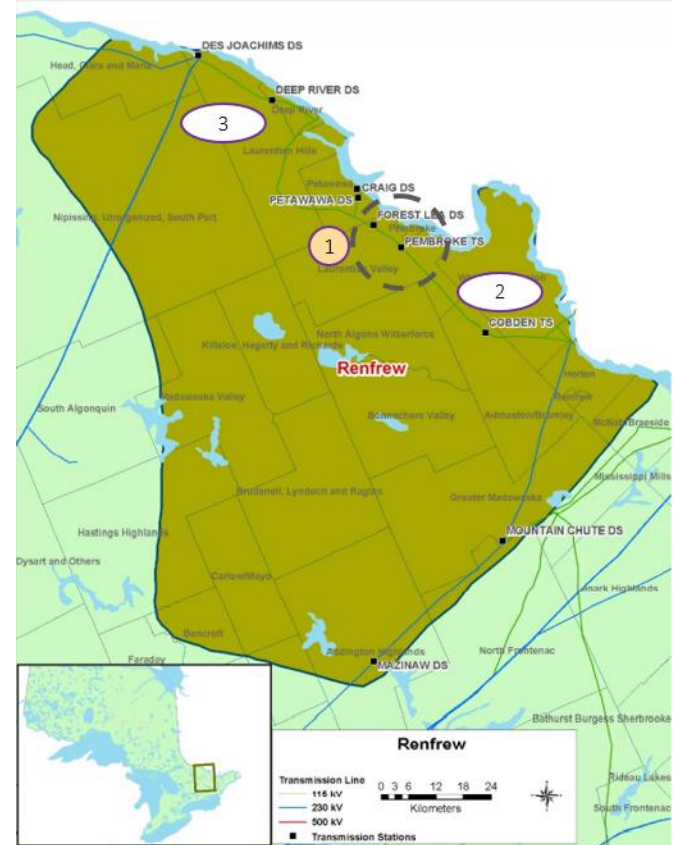 DES JOACHIMS DS
Head, Clara and Maria
DEEP RIVER DS
Deep River
3
Laurentian Hills
Petawawa
CRAIG DS
PETAWAWA DS
Nipissing, Unorganized, South Part
FOREST LEA DS
Pembroke
1
PEMBROKE TS
Laurentian Valley
2
COBDEN TS
North Algona Wilberforce
Killaloe, Hagarty and Richards
Renfrew
Horton
Renfrew
Madawaska Valley
South Algonquin
Bonnechere Valley
Admaston/Bromley
McNab/Braeside
Mississippi Mills
Brudenell, Lyndoch and Raglan
Greater Madawaska
Hastings Highlands
MOUNTAIN CHUTE DS
Dysart and Others
Carlow/Mayo
Lanark Highlands
Bancroft
Faraday
Addington Highlands
North Frontenac
MAZINAW DS
Bathurst Burgess Sherbrooke
Renfrew
Rideau Lakes
Transmission Line
115 kV
230 kV
500 kV
Transmission Stations
0 3 6 12 18 24
Kilometers
South Frontenac